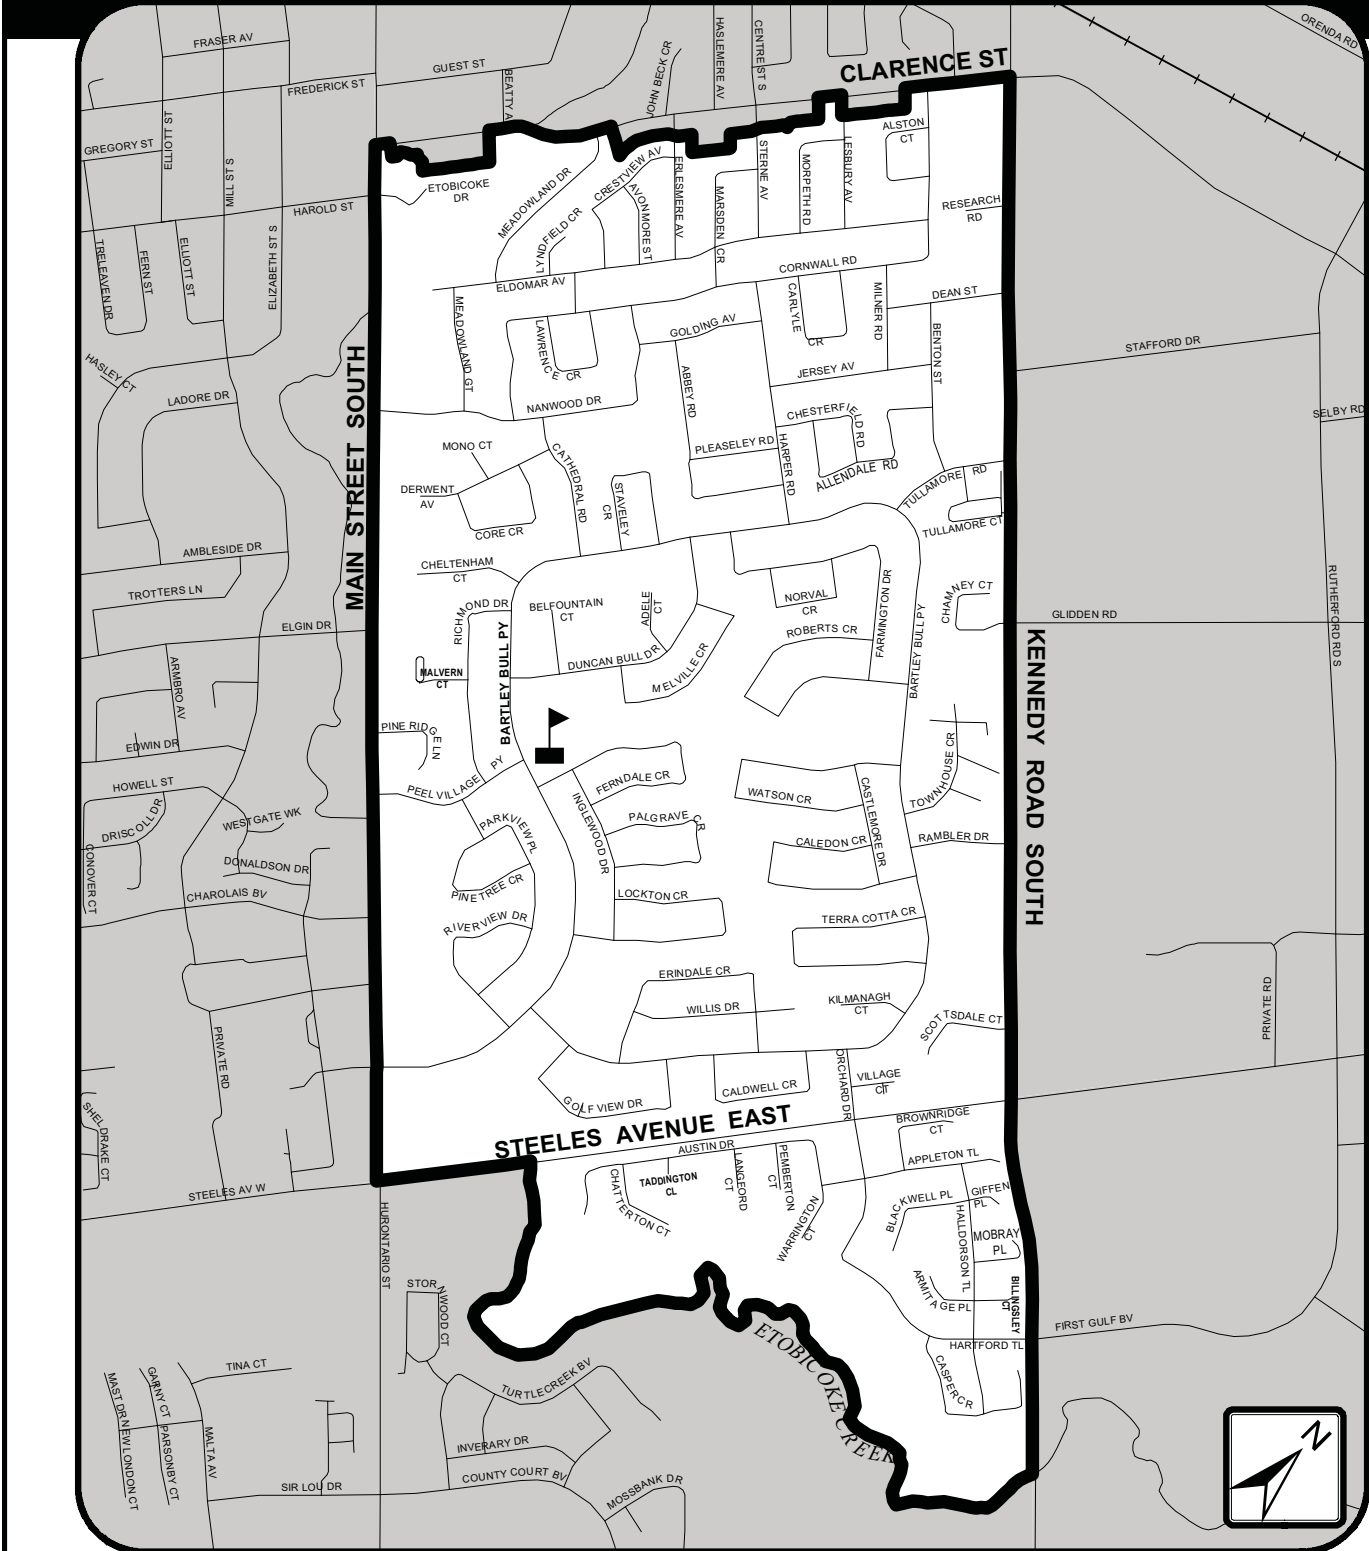 ORENDA RD
FRASER AV
GUEST ST
FREDERICK ST
BEATTY A
JOHN BECK CR
HASLEMERE AV
CENTRE ST S
CLARENCE ST
GREGORY ST
ELLIOTT ST
MILL ST S
HAROLD ST
ETOBICOKE
DR
MEADOWLAND DR
CRESTVIEW AV
LYNDFIELD CR
AVONMORE ST
ERLESMERE AV
MARSDEN CR
STERNE AV
MORPETH RD
LESBURY AV
ALSTON
CT
RESEARCH
RD
TRELEAVEN DR
FERN ST
ELLIOTT ST
ELIZABETH ST S
ELDOMAR AV
CORNWALL RD
MEADOWLAND GT
LAWRENCE CR
GOLDING AV
CARLYLE
CR
MILNER RD
DEAN ST
BENTON ST
STAFFORD DR
HASLEY CT
LADORE DR
NANWOOD DR
ABBEY RD
JERSEY AV
CHESTERFIELD RD
SELBY RD
MAIN STREET SOUTH
MONO CT
CATHEDRAL RD
PLEASELEY RD
HARPER RD
ALLENDALE RD
TULLAMORE RD
DERWENT
AV
CORE CR
STAVELEY
CR
TULLAMORE CT
AMBLESIDE DR
TROTTERS LN
CHELTENHAM
CT
RICHMOND DR
BELFOUNTAIN
CT
ADELE
CT
NORVAL
CR
FARMINGTON DR
CHAMNEY CT
GLIDDEN RD
RUTHERFORD RD S
ELGIN DR
ROBERTS CR
ARMBRO AV
MALVERN
CT
BARTLEY BULL PY
DUNCAN BULL DR
MELVILLE CR
BARTLEY BULL PY
KENNEDY ROAD SOUTH
PINE RIDGE LN
EDWIN DR
TOWNHOUSE CR
HOWELL ST
PEEL VILLAGE PY
FERNDALE CR
INGLEWOOD DR
WATSON CR
CASTLEMORE DR
DRISCOLL DR
WESTGATE WK
PARKVIEW PL
PALGRAVE CR
CALEDON CR
RAMBLER DR
CONOVER CT
DONALDSON DR
CHAROLAIS BV
PINETREE CR
LOCKTON CR
RIVERVIEW DR
TERRA COTTA CR
ERINDALE CR
WILLIS DR
KILMANAGH
CT
SCOTTSDALE CT
PRIVATE RD
PRIVATE RD
ORCHARD DR
VILLAGE
CT
GOLFVIEW DR
CALDWELL CR
SHELDRAKE CT
STEELES AVENUE EAST
BROWNRIDGE
CT
AUSTIN DR
APPLETON TL
STEELES AV W
CHATTERTON CT
TADDINGTON
CL
LANGFORD
CT
PEMBERTON
CT
WARRINGTON
CT
BLACKWELL PL
GIFFEN
PL
HALLDORSON TL
MOBRAY
PL
HURONTARIO ST
STORNWOOD CT
ARMITAGE PL
BILLINGSLEY
CT
FIRST GULF BV
HARTFORD TL
ETOBICOKE CREEK
CASPER CR
TINA CT
TURTLECREEK BV
MAST DR
GARNY CT
NEW LONDON CT
PARSONBY CT
MALTA AV
INVERARY DR
COUNTY COURT BV
SIR LOU DR
MOSSBANK DR
N